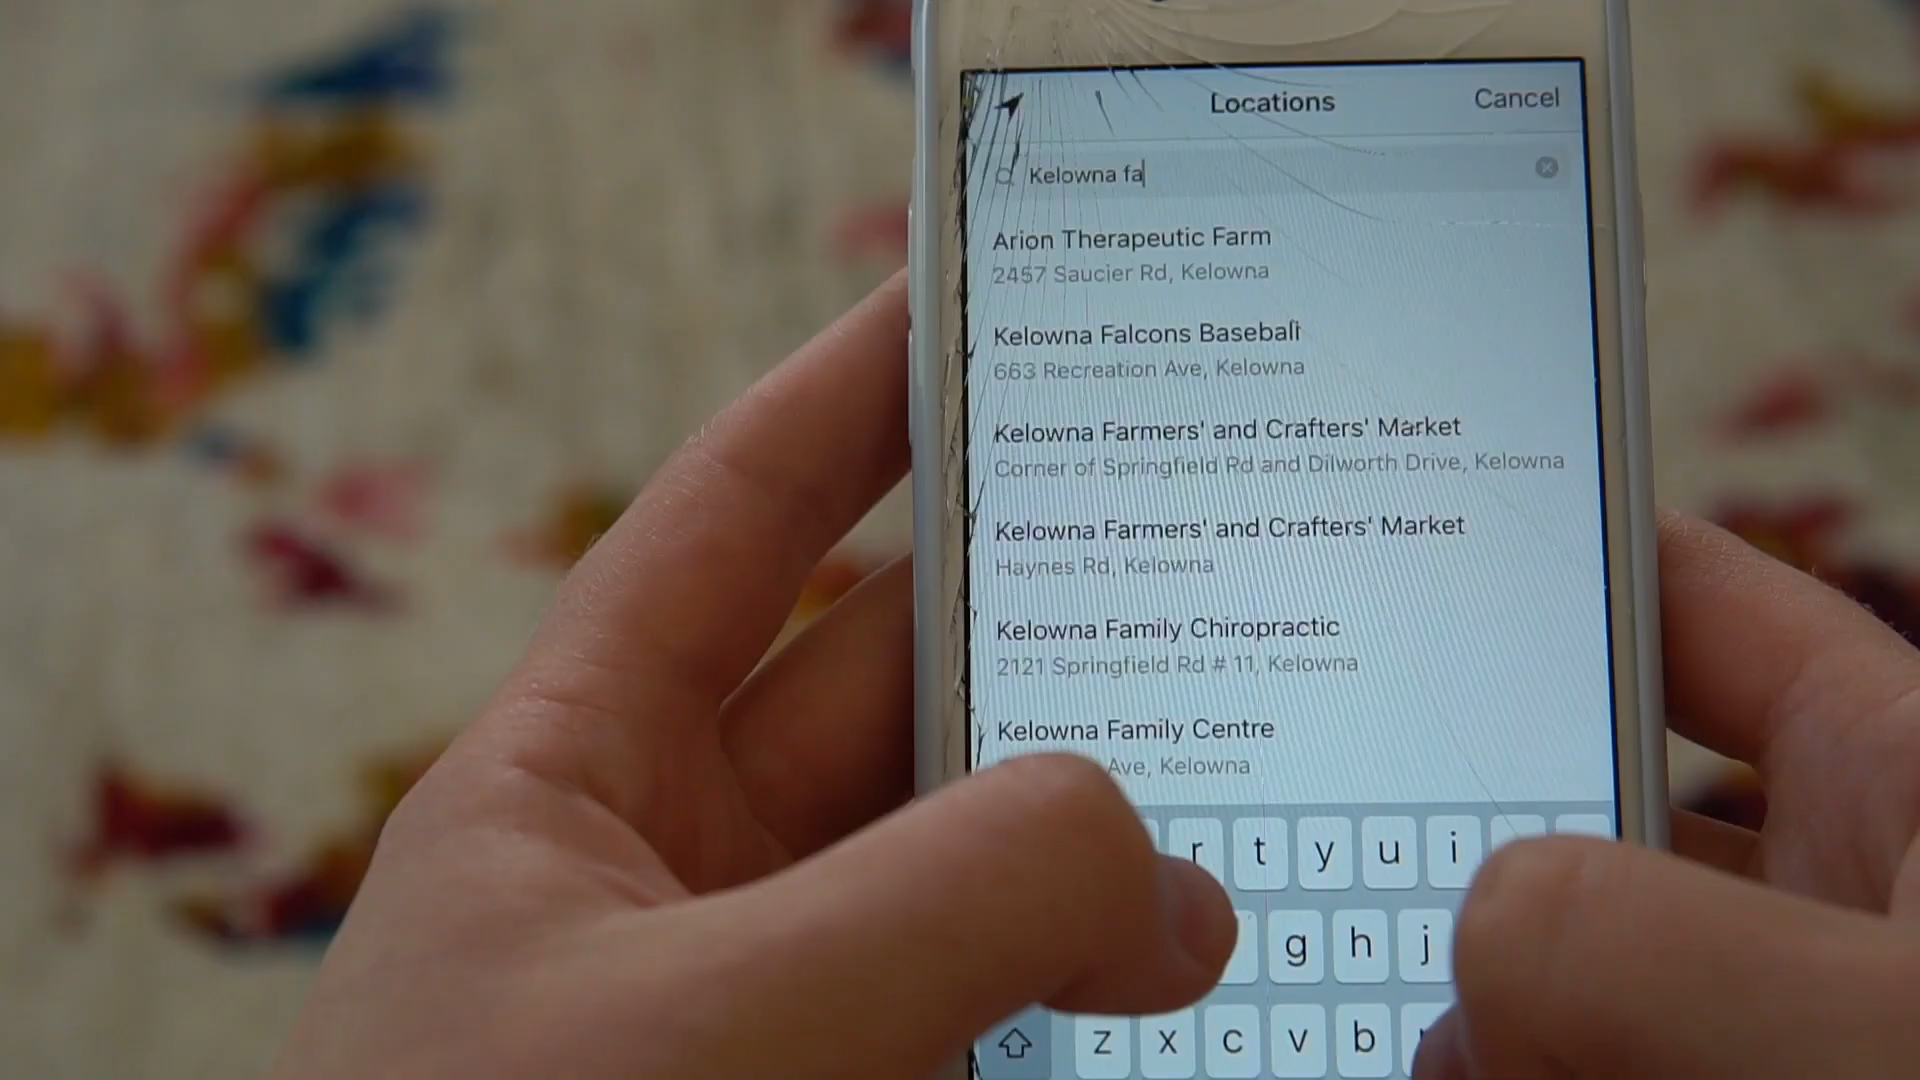 Locations
Cancel
Kelowna fa
Arion Therapeutic Farm
2457 Saucier Rd, Kelowna
Kelowna Falcons Baseball
663 Recreation Ave, Kelowna
Kelowna Farmers' and Crafters' Market
Corner of Springfield Rd and Dilworth Drive, Kelowna
Kelowna Farmers' and Crafters' Market
Haynes Rd, Kelowna
Kelowna Family Chiropractic
2121 Springfield Rd # 11, Kelowna
Kelowna Family Centre
Ave, Kelowna
r t y u i
g h j
z x c v b